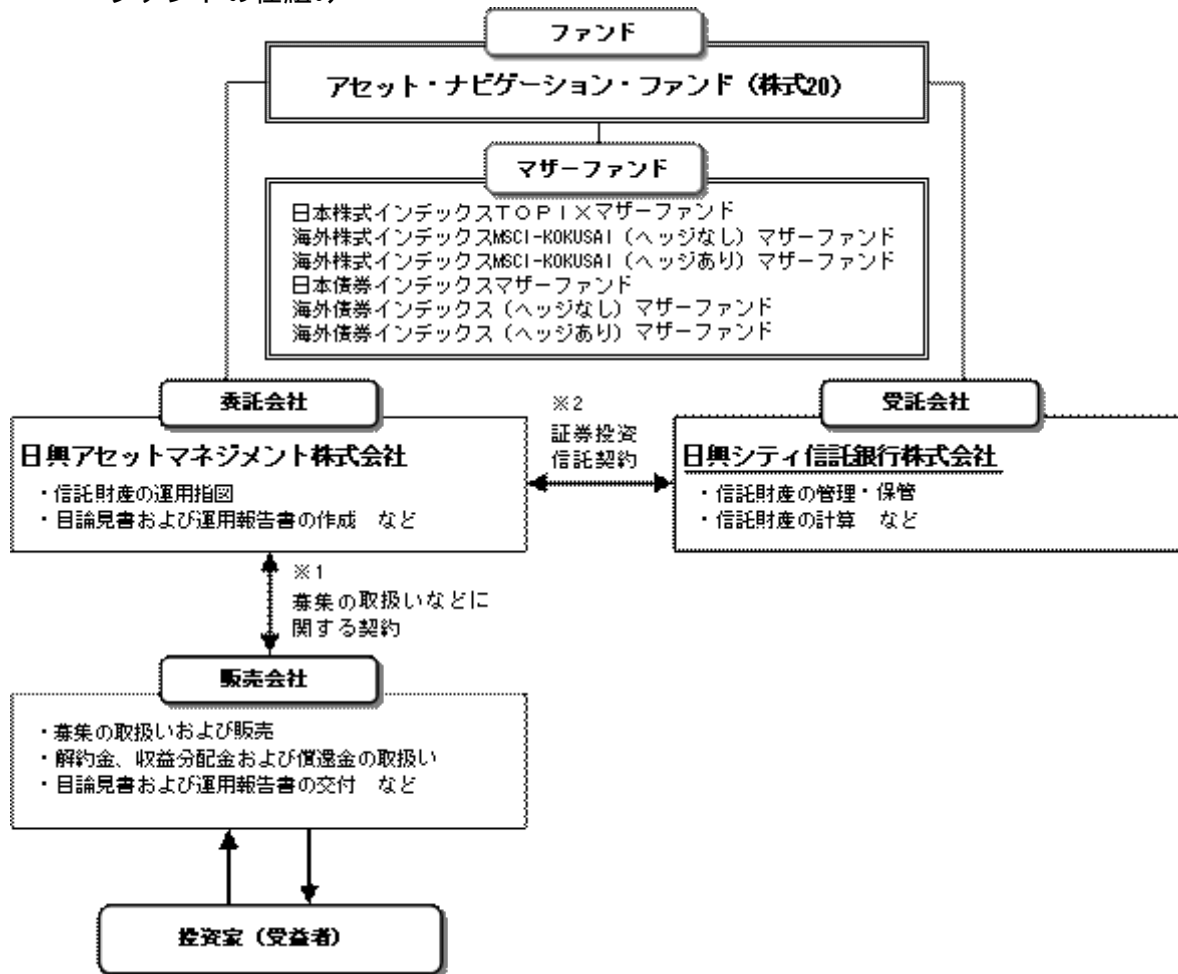 ファンドの仕組み
ファンド
アセット・ナビゲーション・ファンド（株式20）
マザーファンド
日本株式インデックスＴＯＰＩＸマザーファンド
海外株式インデックスMSCI-KOKUSAI（ヘッジなし）マザーファンド
海外株式インデックスMSCI-KOKUSAI（ヘッジあり）マザーファンド
日本債券インデックスマザーファンド
海外債券インデックス（ヘッジなし）マザーファンド
海外債券インデックス（ヘッジあり）マザーファンド
委託会社
日興アセットマネジメント株式会社
・信託財産の運用指図
・目論見書および運用報告書の作成　など
※2
証券投資
信託契約
受託会社
日興シティ信託銀行株式会社
・信託財産の管理・保管
・信託財産の計算　など
※1
募集の取扱いなどに
関する契約
販売会社
・募集の取扱いおよび販売
・解約金、収益分配金および償還金の取扱い
・目論見書および運用報告書の交付　など
投資家（受益者）